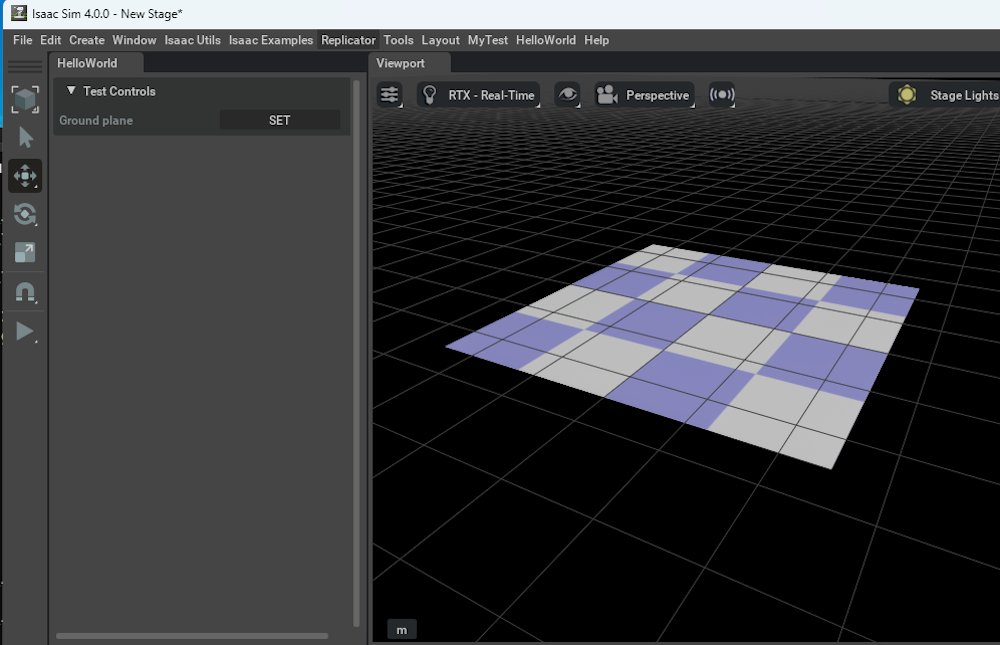 Isaac Sim 4.0.0 - New Stage*
File Edit Create Window Isaac Utils Isaac Examples Replicator Tools Layout MyTest HelloWorld Help
HelloWorld
Viewport
▼ Test Controls
RTX - Real-Time
Perspective
Stage Lights
Ground plane
SET
m